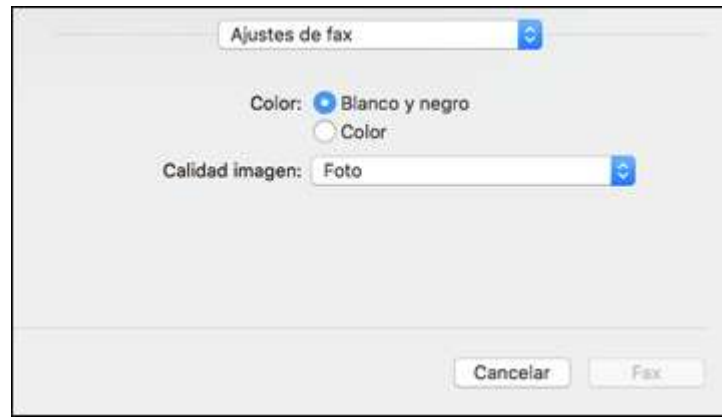 Ajustes de fax
Color: Blanco y negro
Color
Calidad imagen: Foto
Cancelar Fax